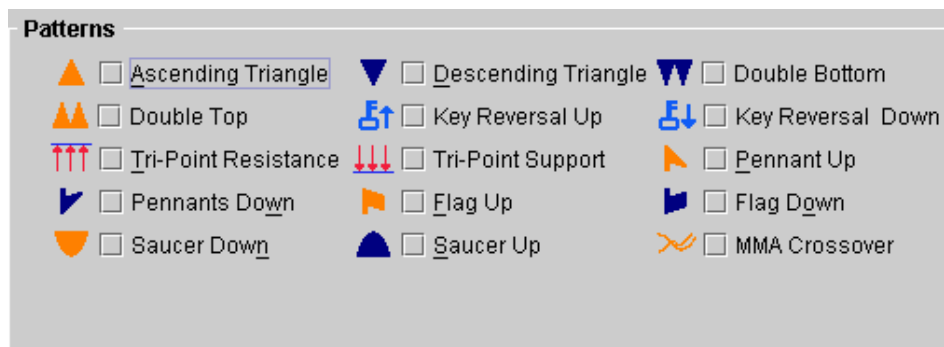 Patterns
Ascending Triangle Descending Triangle Double Bottom
Double Top Key Reversal Up Key Reversal Down
Tri-Point Resistance Tri-Point Support Pennant Up
Pennants Down Flag Up Flag Down
Saucer Down Saucer Up MMA Crossover